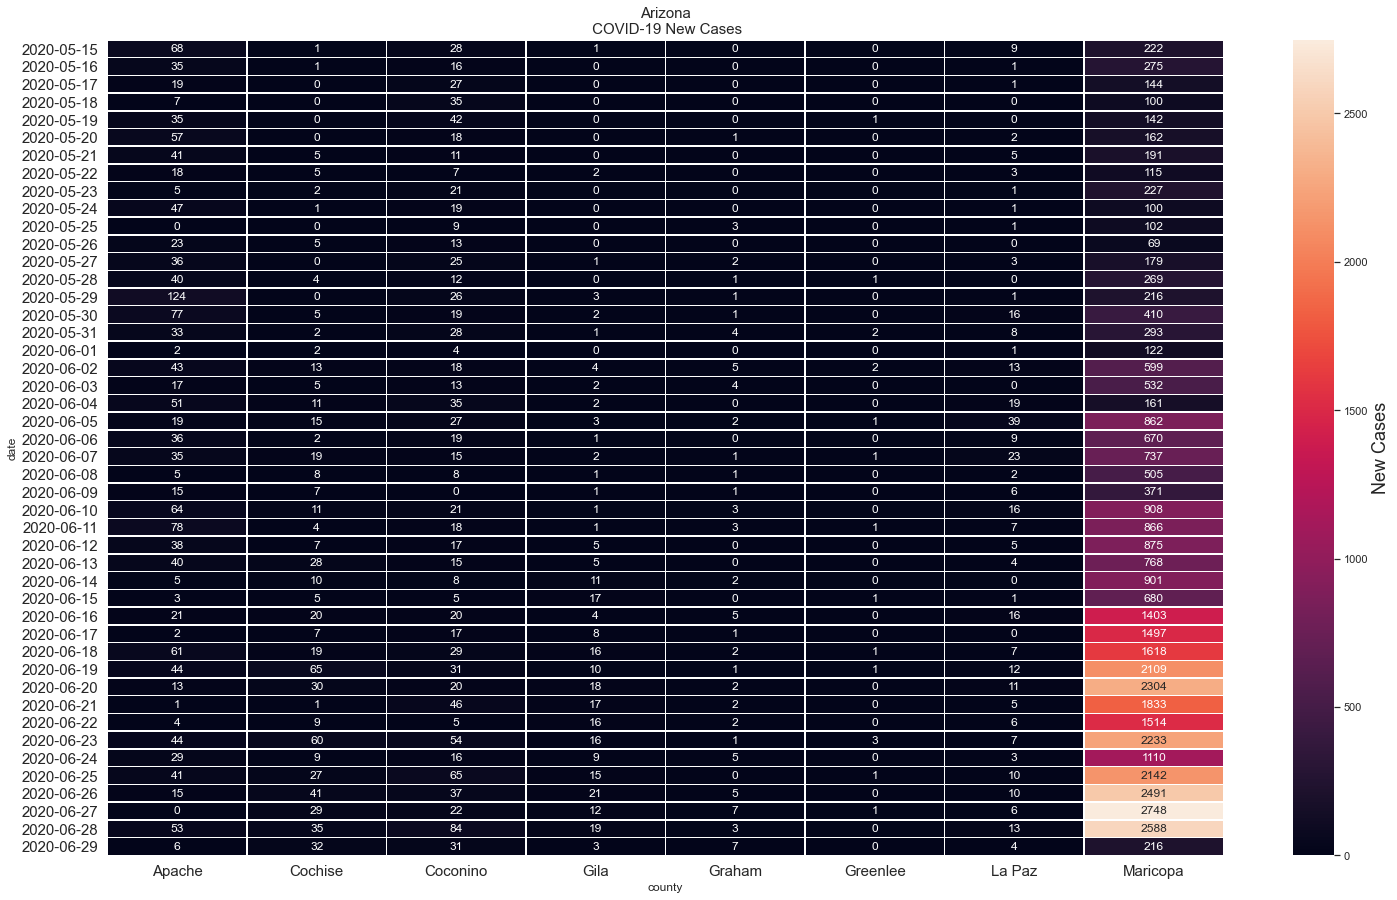 Arizona
COVID-19 New Cases
2020-05-15 68 1 28 1 0 0 9 222
2020-05-16 35 1 16 0 0 0 1 275
2020-05-17 19 0 27 0 0 0 1 144
2020-05-18 7 0 35 0 0 0 0 100
2020-05-19 35 0 42 0 0 1 0 142
2020-05-20 57 0 18 0 1 0 2 162
2020-05-21 41 5 11 0 0 0 5 191
2020-05-22 18 5 7 2 0 0 3 115
2020-05-23 5 2 21 0 0 0 1 227
2020-05-24 47 1 19 0 0 0 1 100
2020-05-25 0 0 9 0 3 0 1 102
2020-05-26 23 5 13 0 0 0 0 69
2020-05-27 36 0 25 1 2 0 3 179
2020-05-28 40 4 12 0 1 1 0 269
2020-05-29 124 0 26 3 1 0 1 216
2020-05-30 77 5 19 2 1 0 16 410
2020-05-31 33 2 28 1 4 2 8 293
2020-06-01 2 2 4 0 0 0 1 122
2020-06-02 43 13 18 4 5 2 13 599
2020-06-03 17 5 13 2 4 0 0 532
2020-06-04 51 11 35 2 0 0 19 161
2020-06-05 19 15 27 3 2 1 39 862
2020-06-06 36 2 19 1 0 0 9 670
2020-06-07 35 19 15 2 1 1 23 737
2020-06-08 5 8 8 1 1 0 2 505
2020-06-09 15 7 0 1 1 0 6 371
2020-06-10 64 11 21 1 3 0 16 908
2020-06-11 78 4 18 1 3 1 7 866
2020-06-12 38 7 17 5 0 0 5 875
2020-06-13 40 28 15 5 0 0 4 768
2020-06-14 5 10 8 11 2 0 0 901
2020-06-15 3 5 5 17 0 1 1 680
2020-06-16 21 20 20 4 5 0 16 1403
2020-06-17 2 7 17 8 1 0 0 1497
2020-06-18 61 19 29 16 2 1 7 1618
2020-06-19 44 65 31 10 1 1 12 2109
2020-06-20 13 30 20 18 2 0 11 2304
2020-06-21 1 1 46 17 2 0 5 1833
2020-06-22 4 9 5 16 2 0 6 1514
2020-06-23 44 60 54 16 1 3 7 2233
2020-06-24 29 9 16 9 5 0 3 1110
2020-06-25 41 27 65 15 0 1 10 2142
2020-06-26 15 41 37 21 5 0 10 2491
2020-06-27 0 29 22 12 7 1 6 2748
2020-06-28 53 35 84 19 3 0 13 2588
2020-06-29 6 32 31 3 7 0 4 216
Apache Cochise Coconino Gila Graham Greenlee La Paz Maricopa
county
date
2500
2000
1500
1000
500
0
New Cases